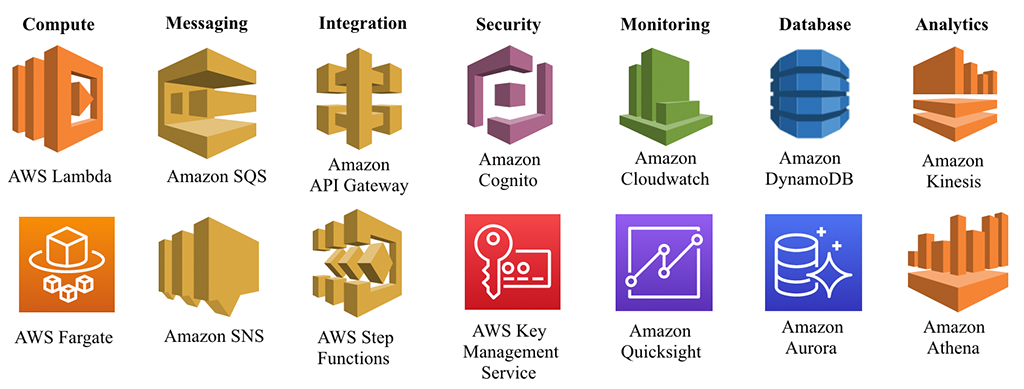 Compute
Messaging
Integration
Security
Monitoring
Database
Analytics
AWS Lambda
Amazon SQS
Amazon
API Gateway
Amazon
Cognito
Amazon
Cloudwatch
Amazon
DynamoDB
Amazon
Kinesis
AWS Fargate
Amazon SNS
AWS Step
Functions
AWS Key
Management
Service
Amazon
Quicksight
Amazon
Aurora
Amazon
Athena